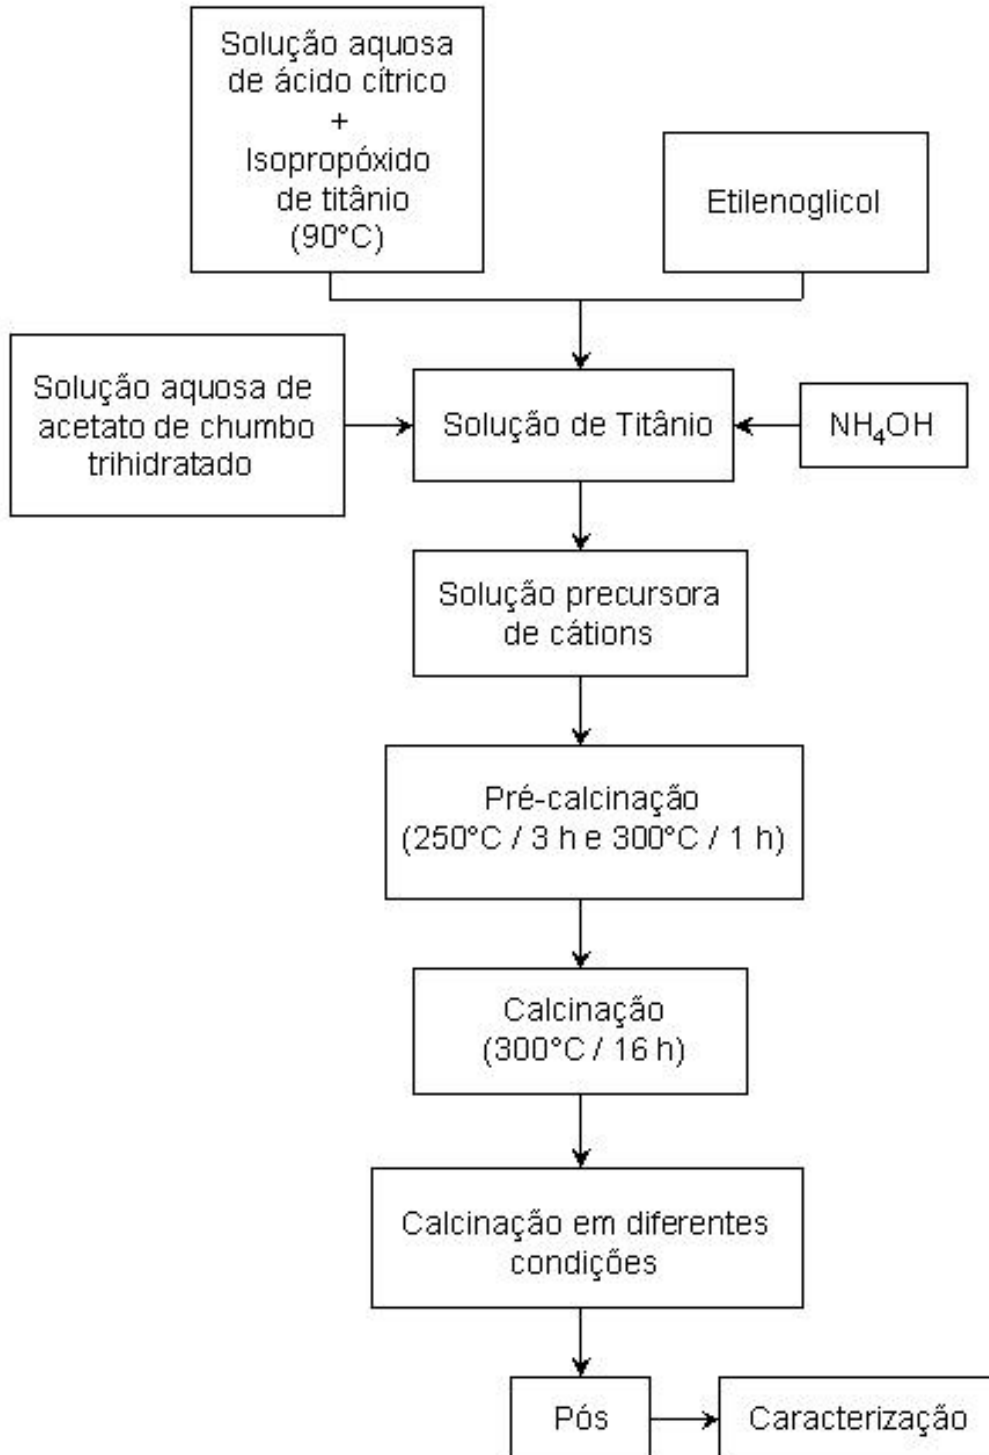 Solução aquosa
de ácido cítrico
+
Isopropóxido
de titânio
(90°C)
Etilenoglicol
Solução aquosa de
acetato de chumbo
trihidratado
Solução de Titânio
NH₄OH
Solução precursora
de cátions
Pré-calcinação
(250°C / 3 h e 300°C / 1 h)
Calcinação
(300°C / 16 h)
Calcinação em diferentes
condições
Pós
Caracterização